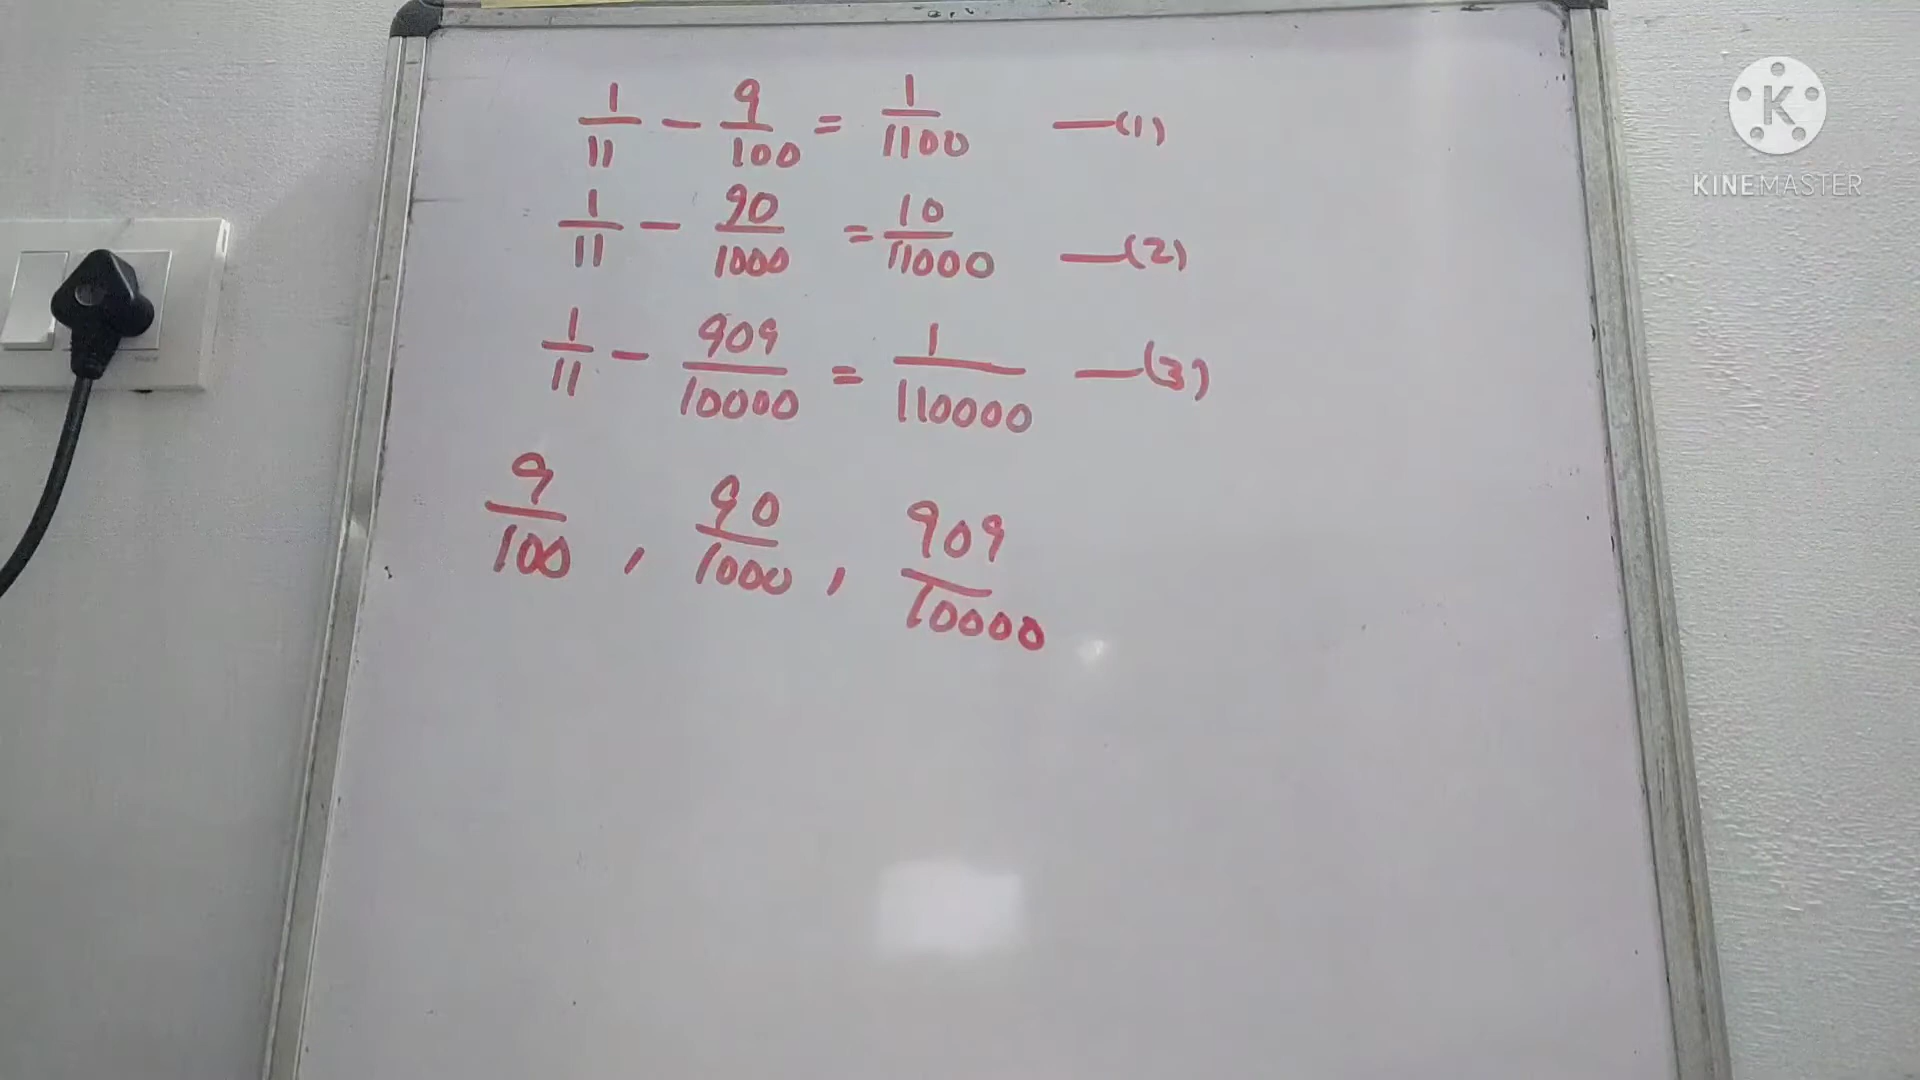 1/11 - 9/100 = 1/1100 —(1)
1/11 - 90/1000 = 10/11000 —(2)
1/11 - 909/10000 = 1/110000 —(3)
9/100 , 90/1000 , 909/10000
K
KINEMASTER